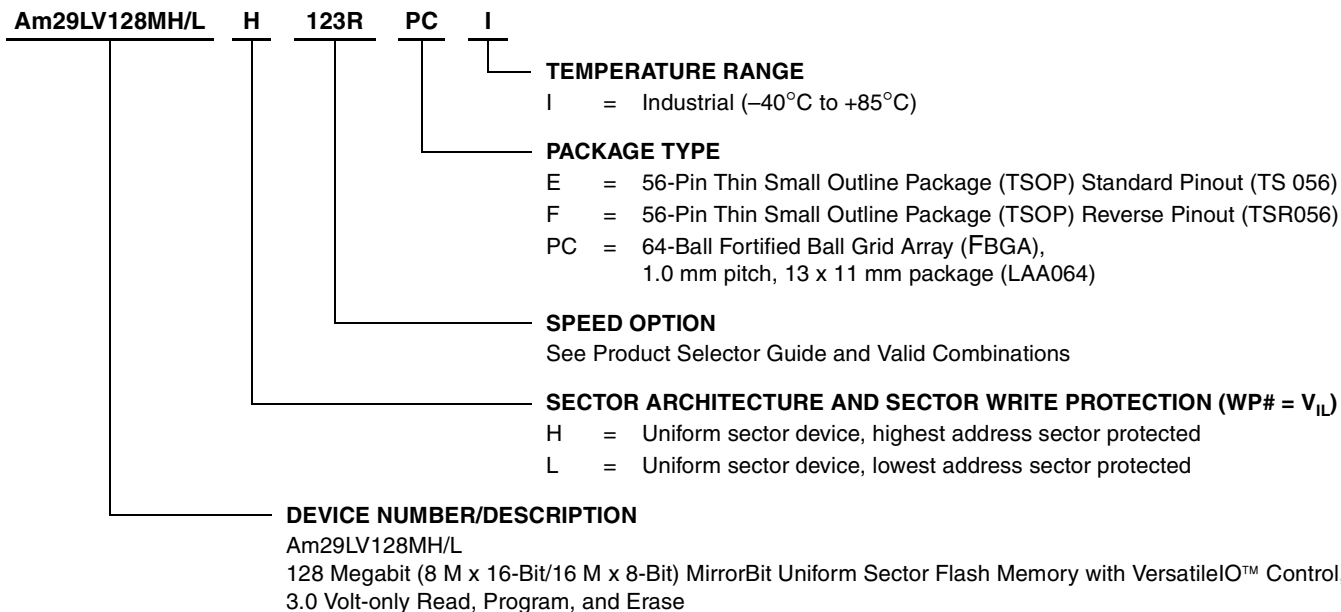 Am29LV128MH/L H 123R PC I
TEMPERATURE RANGE
I = Industrial (–40°C to +85°C)
PACKAGE TYPE
E = 56-Pin Thin Small Outline Package (TSOP) Standard Pinout (TS 056)
F = 56-Pin Thin Small Outline Package (TSOP) Reverse Pinout (TSR056)
PC = 64-Ball Fortified Ball Grid Array (FBGA),
1.0 mm pitch, 13 x 11 mm package (LAA064)
SPEED OPTION
See Product Selector Guide and Valid Combinations
SECTOR ARCHITECTURE AND SECTOR WRITE PROTECTION (WP# = VIL)
H = Uniform sector device, highest address sector protected
L = Uniform sector device, lowest address sector protected
DEVICE NUMBER/DESCRIPTION
Am29LV128MH/L
128 Megabit (8 M x 16-Bit/16 M x 8-Bit) MirrorBit Uniform Sector Flash Memory with VersatileIO™ Control
3.0 Volt-only Read, Program, and Erase